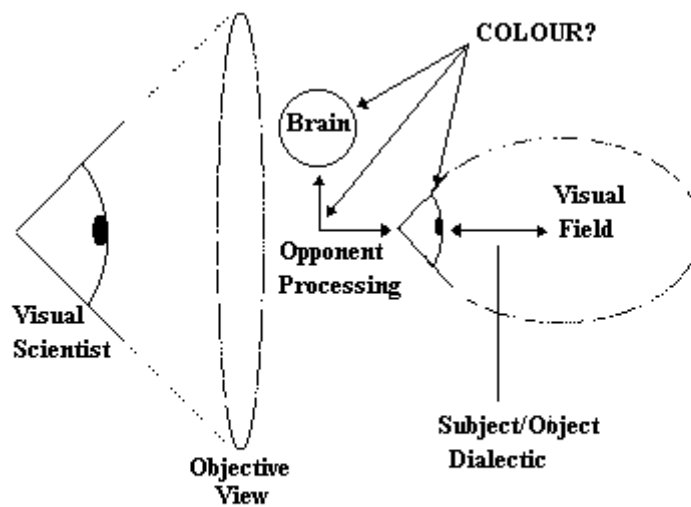 COLOUR?
Brain
Visual
Field
Opponent
Processing
Visual
Scientist
Subject/Object
Dialectic
Objective
View